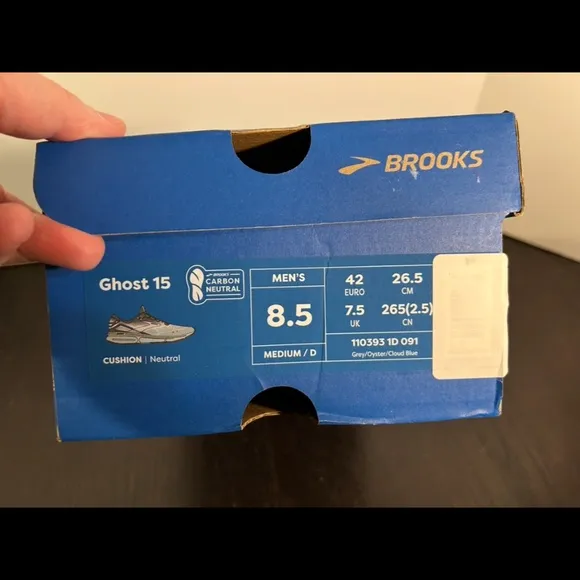 BROOKS
Ghost 15
BROOKS
CARBON
NEUTRAL
CUSHION | Neutral
MEN'S
8.5
MEDIUM / D
42 26.5
EURO CM
7.5 265(2.5)
UK CN
110393 1D 091
Grey/Oyster/Cloud Blue